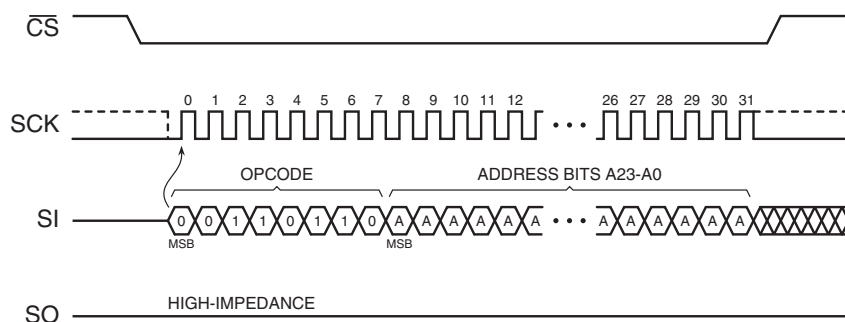 CS
0 1 2 3 4 5 6 7 8 9 10 11 12 26 27 28 29 30 31
SCK
OPCODE ADDRESS BITS A23-A0
SI 0 0 1 1 0 1 1 0 A A A A A A A A A A A A
MSB MSB
HIGH-IMPEDANCE
SO